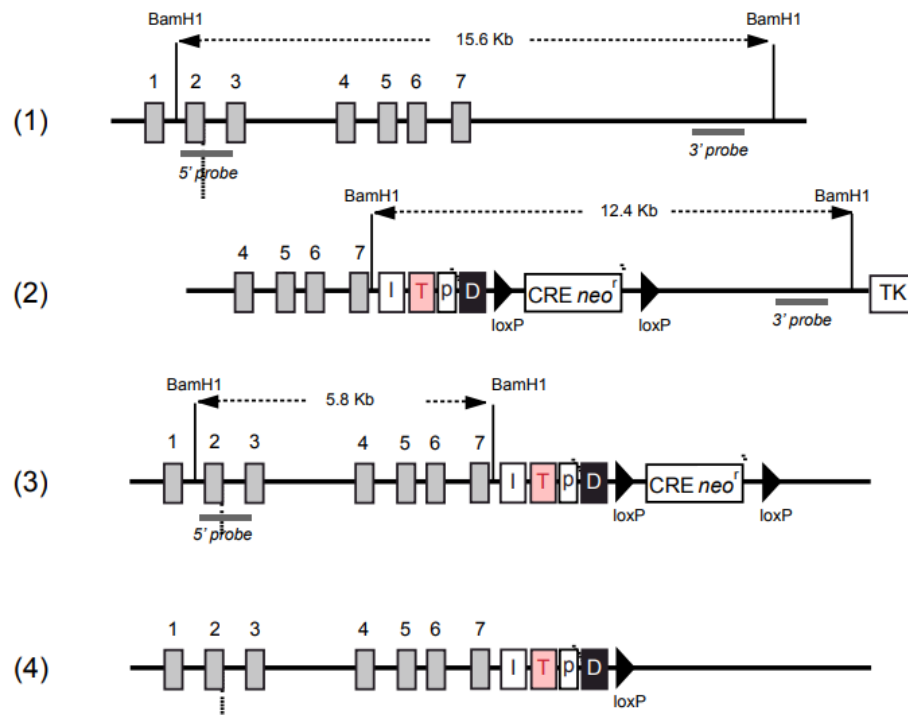 BamH1 BamH1
15.6 Kb
1 2 3 4 5 6 7
(1)
5' probe 3' probe
BamH1 BamH1
12.4 Kb
4 5 6 7
(2) I T p D CRE neo r TK
loxP loxP 3' probe
BamH1 BamH1
5.8 Kb
1 2 3 4 5 6 7
(3) I T p D CRE neo r
5' probe loxP loxP
1 2 3 4 5 6 7
(4) I T p D
loxP